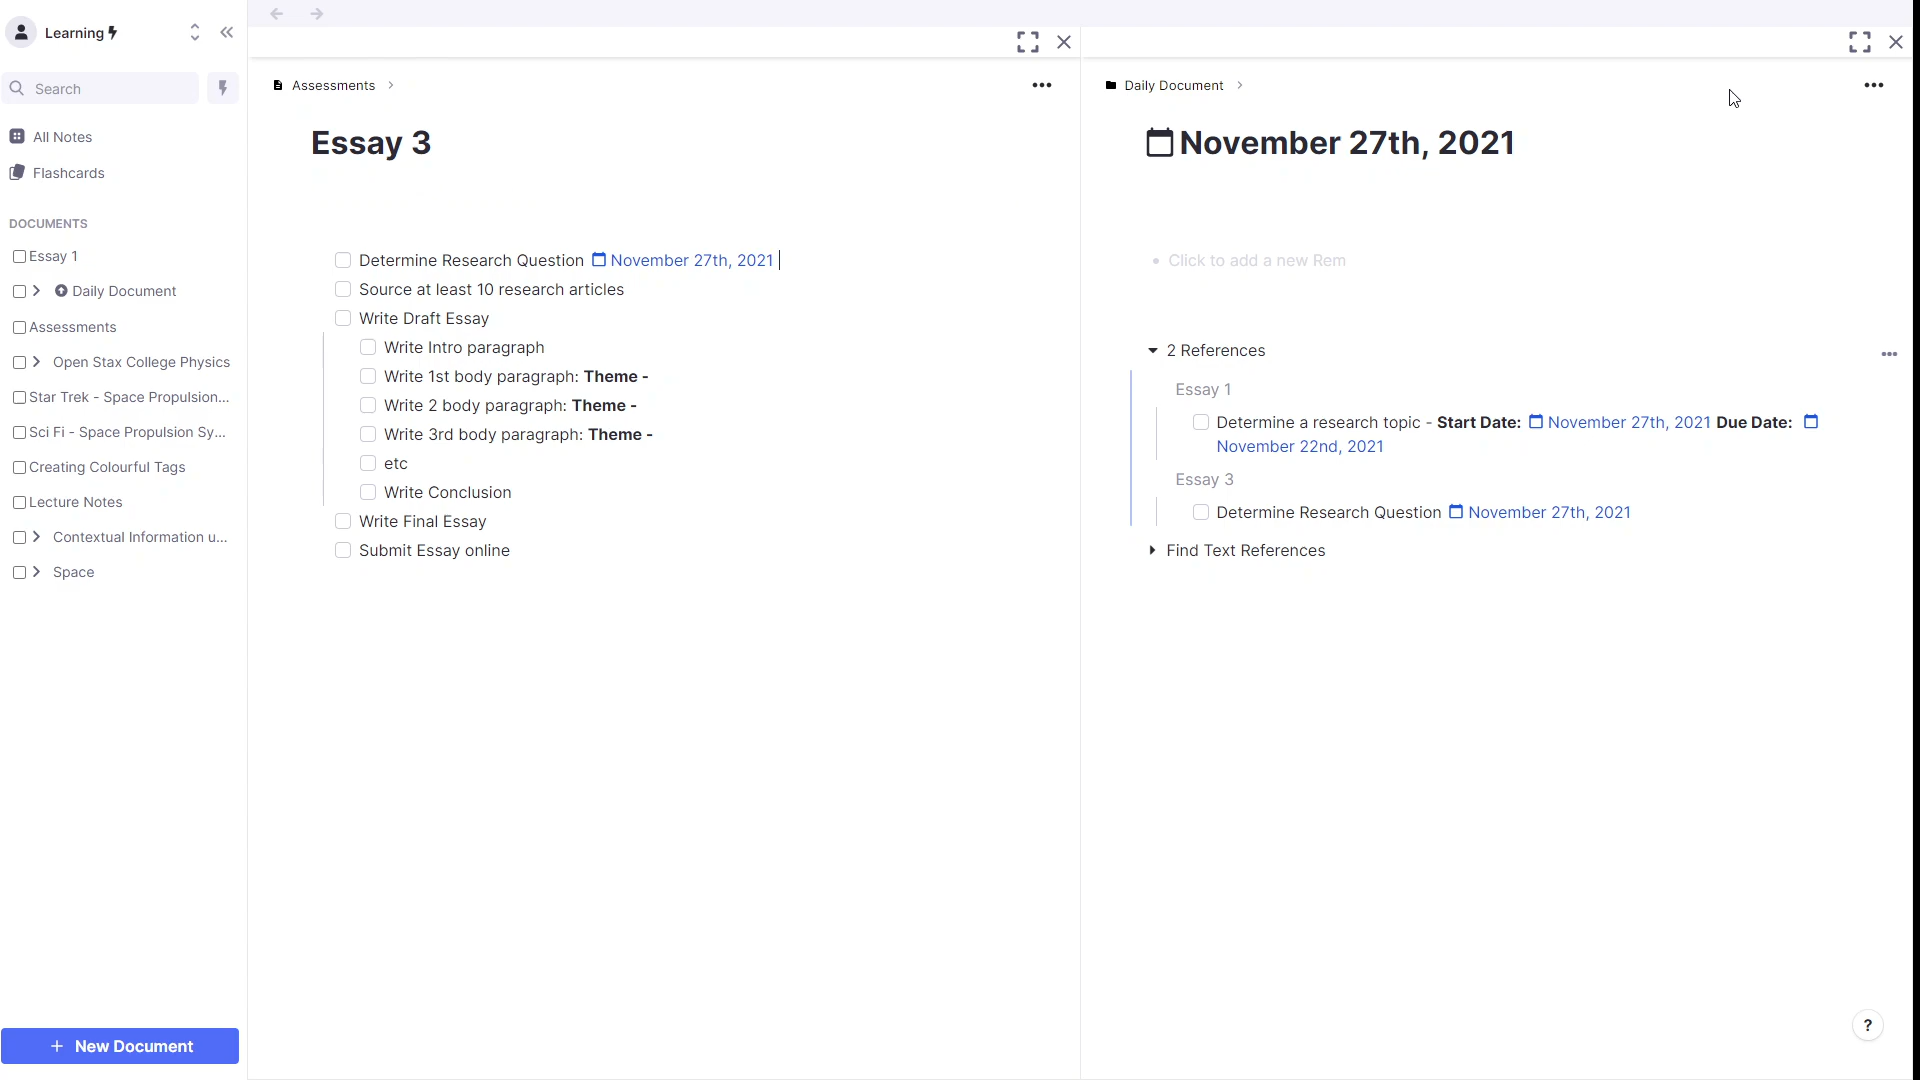 Learning
Search
All Notes
Flashcards
DOCUMENTS
Essay 1
Daily Document
Assessments
Open Stax College Physics
Star Trek - Space Propulsion...
Sci Fi - Space Propulsion Sy...
Creating Colourful Tags
Lecture Notes
Contextual Information u...
Space
+ New Document
Assessments
Essay 3
Determine Research Question November 27th, 2021
Source at least 10 research articles
Write Draft Essay
Write Intro paragraph
Write 1st body paragraph: Theme -
Write 2 body paragraph: Theme -
Write 3rd body paragraph: Theme -
etc
Write Conclusion
Write Final Essay
Submit Essay online
Daily Document
November 27th, 2021
Click to add a new Rem
2 References
Essay 1
Determine a research topic - Start Date: November 27th, 2021 Due Date:
November 22nd, 2021
Essay 3
Determine Research Question November 27th, 2021
Find Text References
?